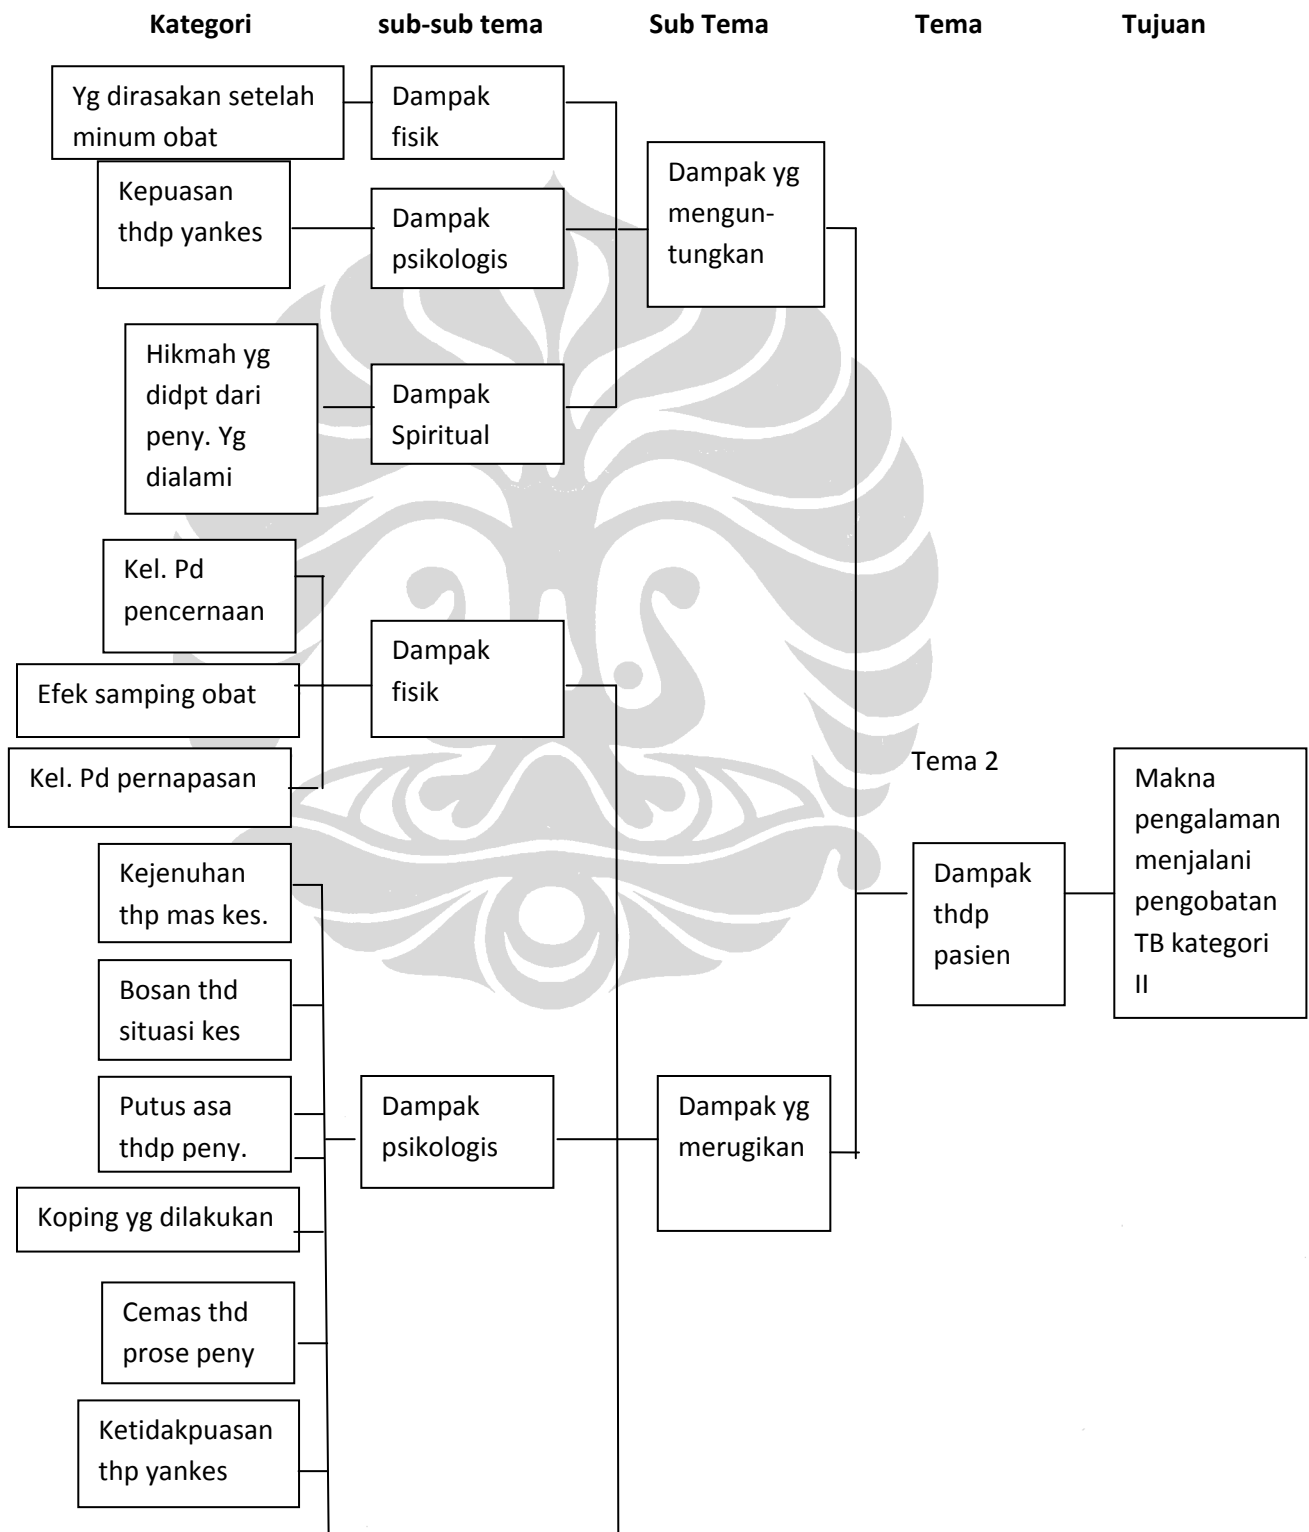 Kategori sub-sub tema Sub Tema Tema Tujuan
Yg dirasakan setelah
minum obat
Dampak
fisik
Kepuasan
thdp yankes
Dampak
psikologis
Dampak yg
mengun-
tungkan
Hikmah yg
didpt dari
peny. Yg
dialami
Dampak
Spiritual
Kel. Pd
pencernaan
Efek samping obat
Kel. Pd pernapasan
Dampak
fisik
Kejenuhan
thp mas kes.
Bosan thd
situasi kes
Putus asa
thdp peny.
Koping yg dilakukan
Cemas thd
prose peny
Ketidakpuasan
thp yankes
Dampak
psikologis
Dampak yg
merugikan
Tema 2
Dampak
thdp
pasien
Makna
pengalaman
menjalani
pengobatan
TB kategori
II